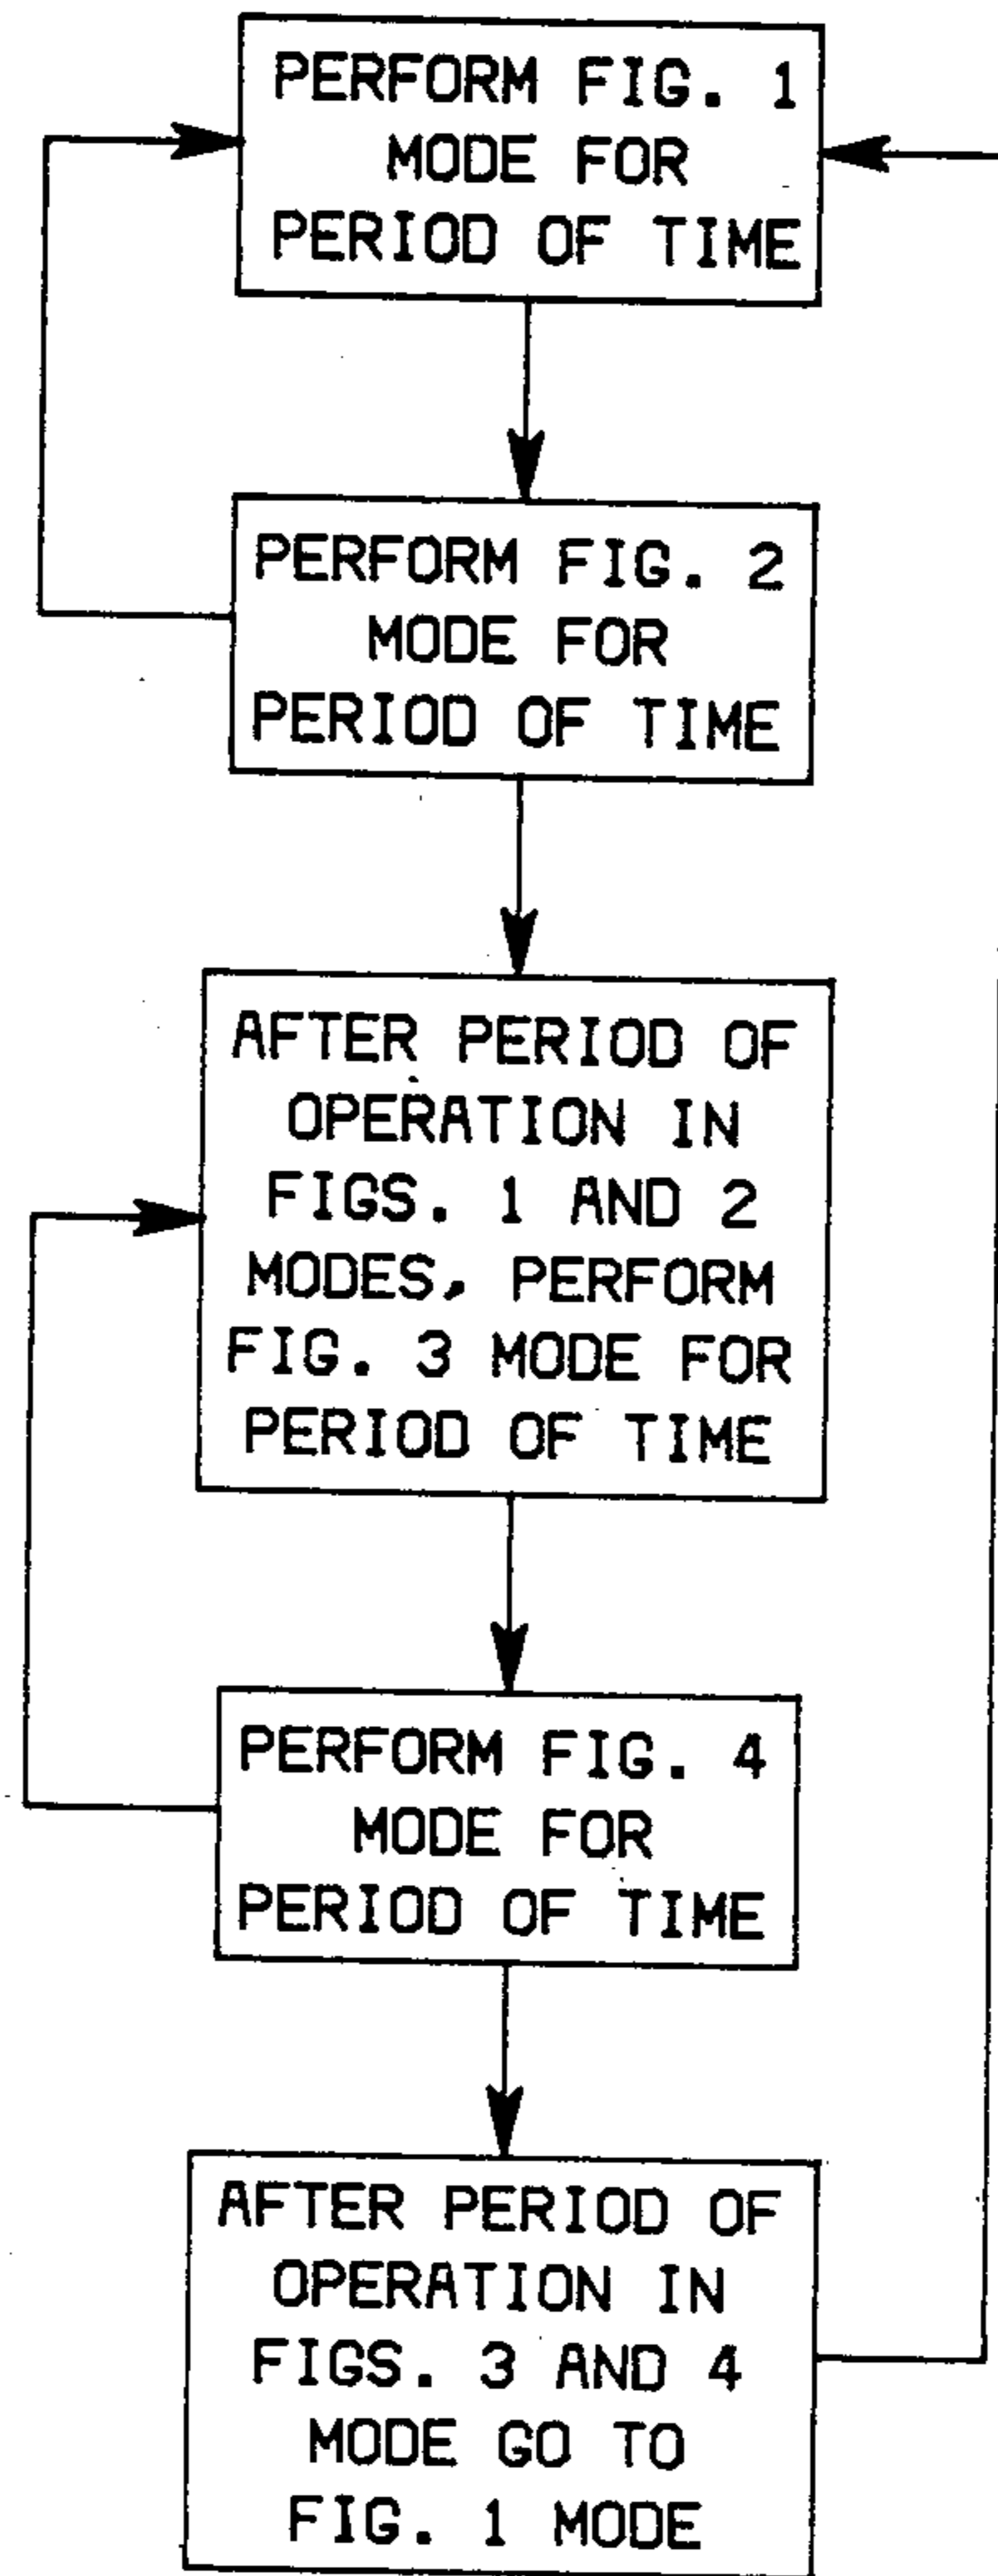 PERFORM FIG. 1
MODE FOR
PERIOD OF TIME
PERFORM FIG. 2
MODE FOR
PERIOD OF TIME
AFTER PERIOD OF
OPERATION IN
FIGS. 1 AND 2
MODES, PERFORM
FIG. 3 MODE FOR
PERIOD OF TIME
PERFORM FIG. 4
MODE FOR
PERIOD OF TIME
AFTER PERIOD OF
OPERATION IN
FIGS. 3 AND 4
MODE GO TO
FIG. 1 MODE